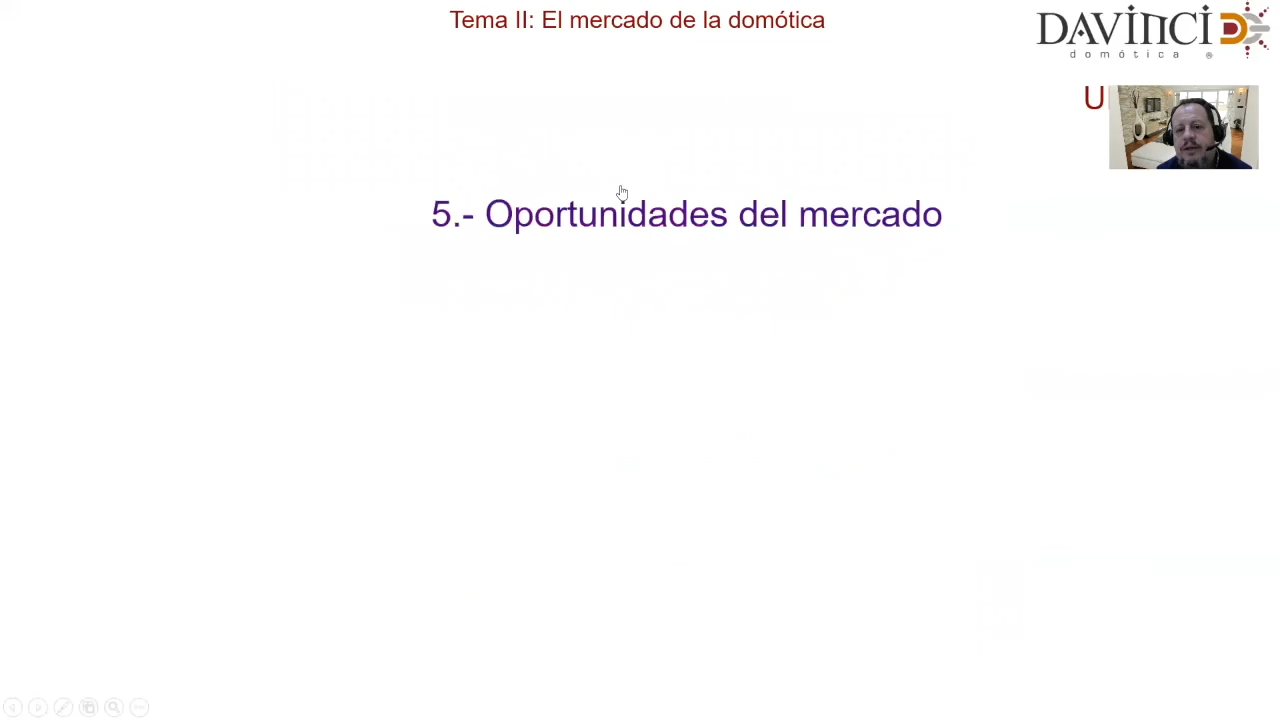 Tema II: El mercado de la domótica
DAVINCI
domótica ®
U
5.- Oportunidades del mercado